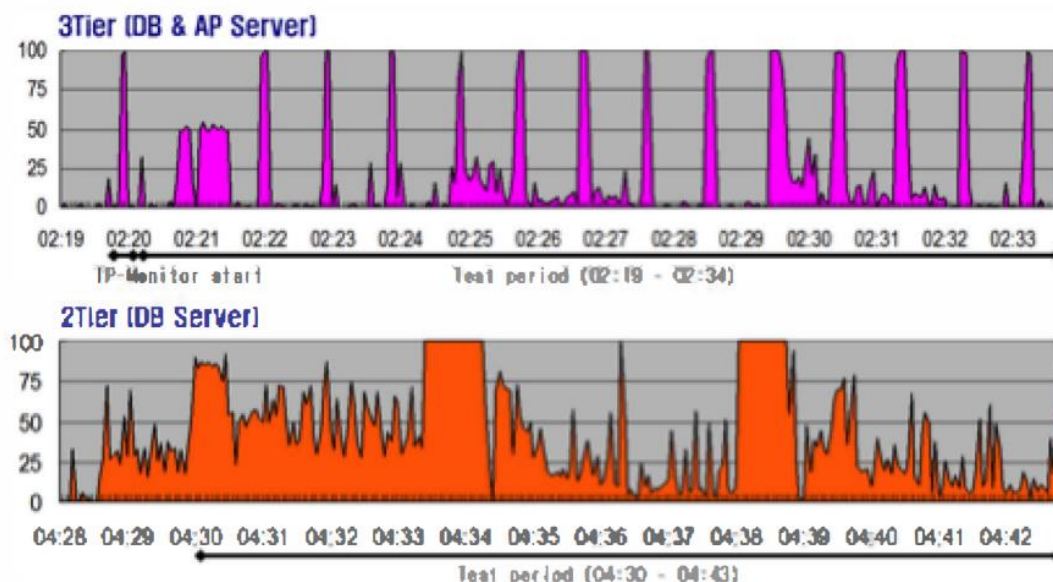 3Tier (DB & AP Server)
100
75
50
25
0
02:19 02:20 02:21 02:22 02:23 02:24 02:25 02:26 02:27 02:28 02:29 02:30 02:31 02:32 02:33
TP-Monitor start Test period (02:19 - 02:34)
2Tier (DB Server)
100
75
50
25
0
04:28 04:29 04:30 04:31 04:32 04:33 04:34 04:35 04:36 04:37 04:38 04:39 04:40 04:41 04:42
Test period (04:30 - 04:43)